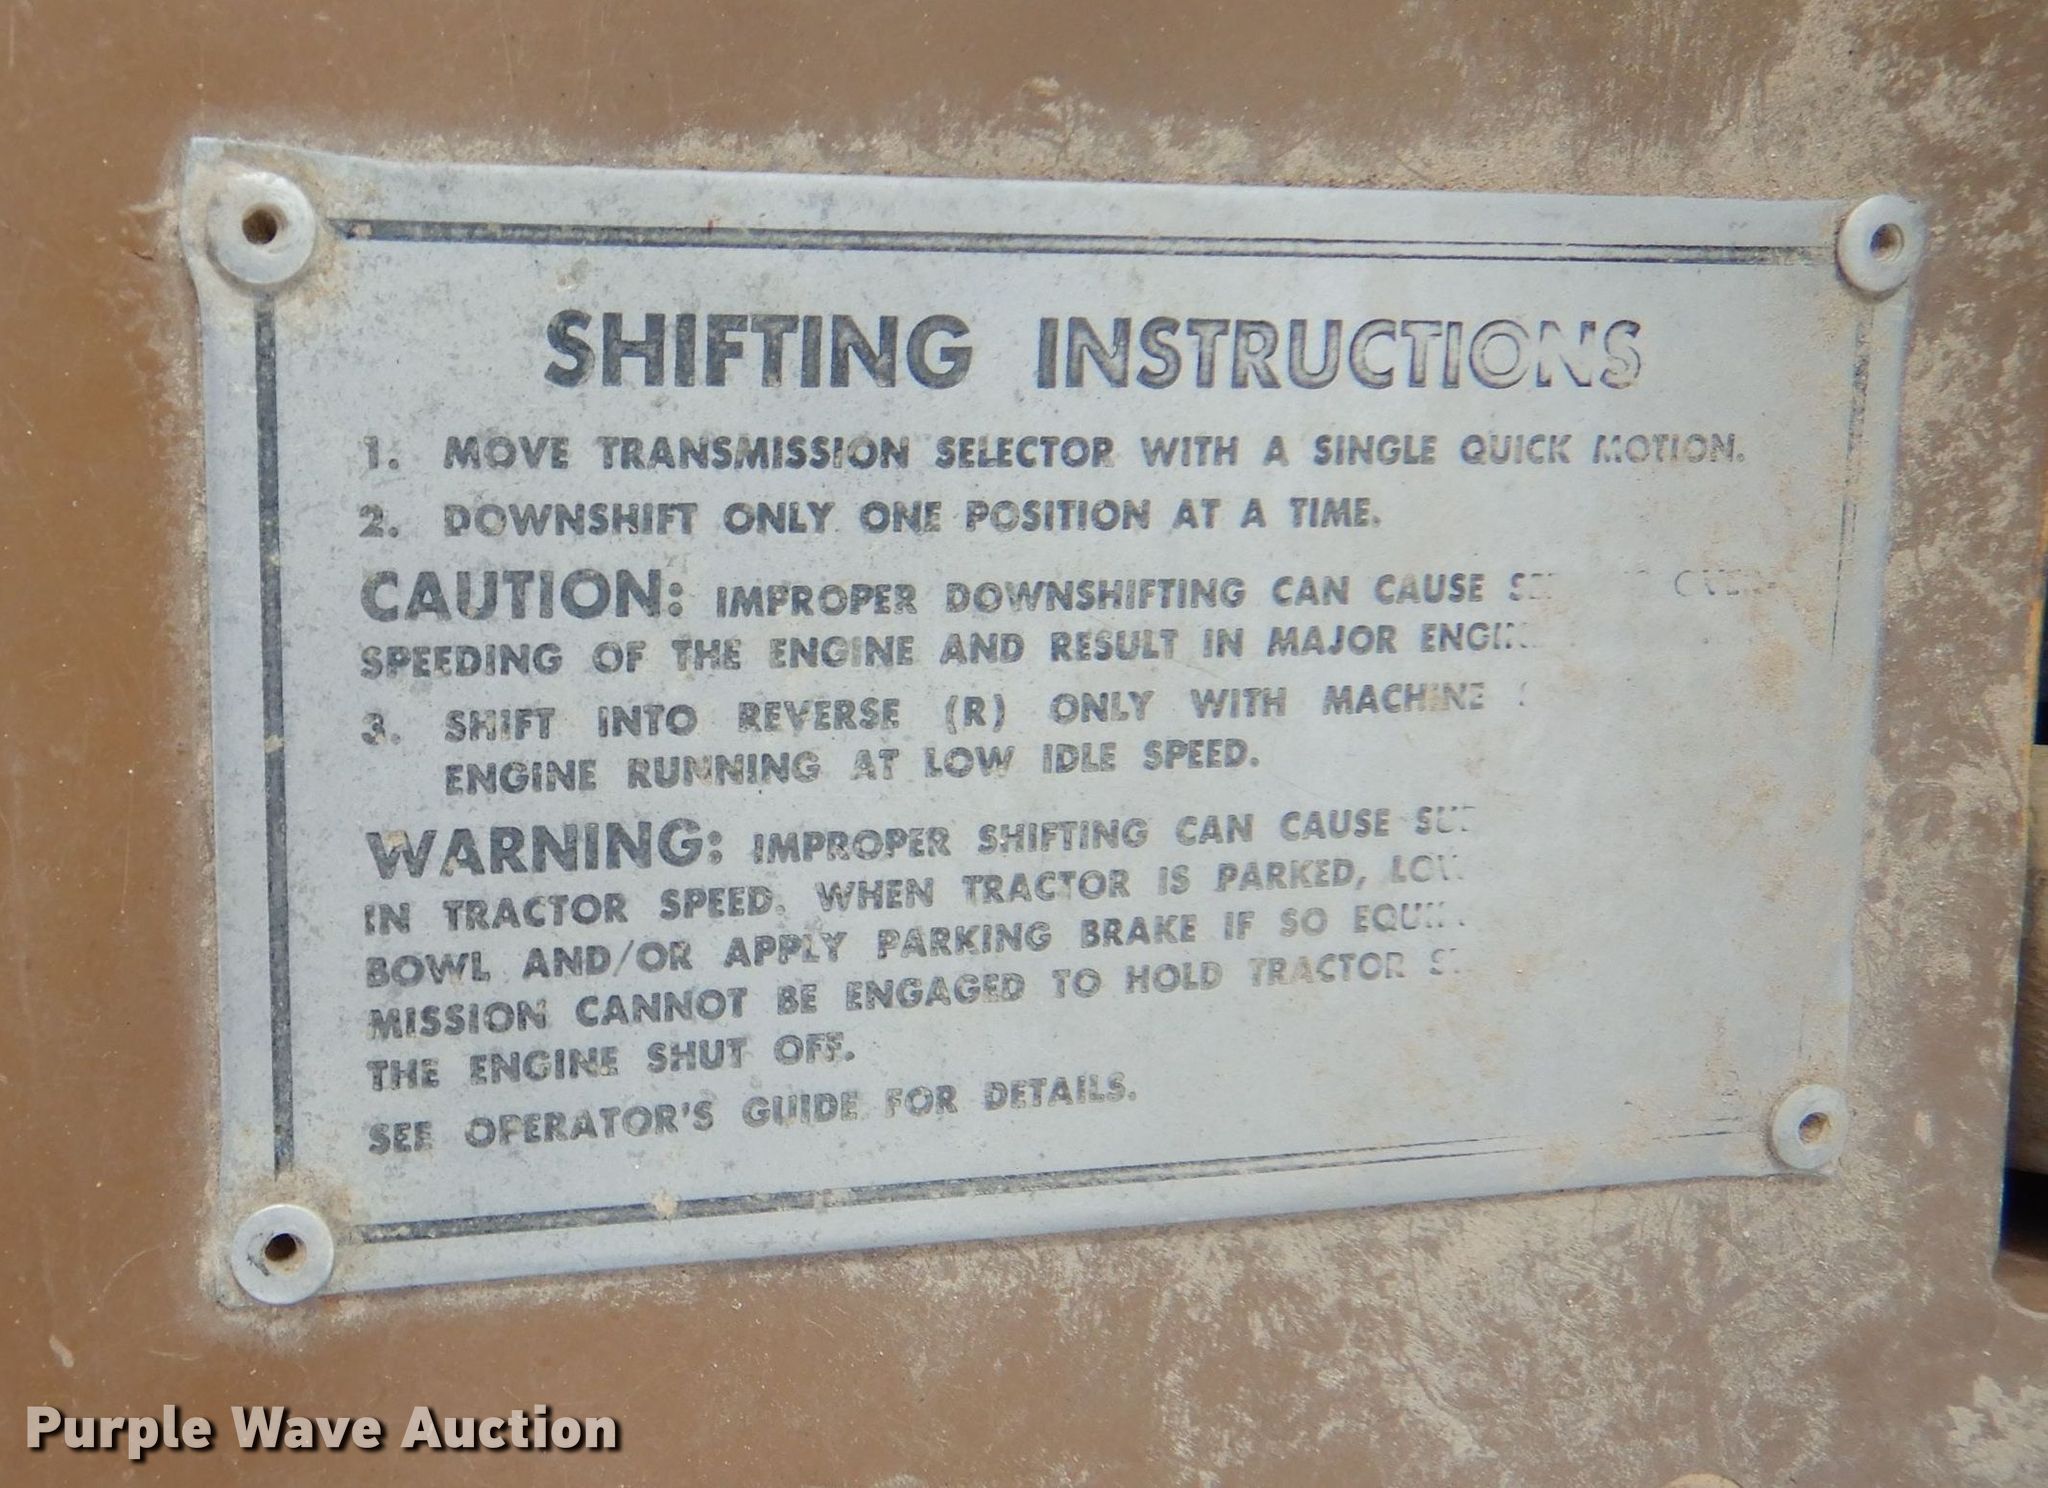 SHIFTING INSTRUCTIONS
1. MOVE TRANSMISSION SELECTOR WITH A SINGLE QUICK MOTION.
2. DOWNSHIFT ONLY ONE POSITION AT A TIME.
CAUTION: IMPROPER DOWNSHIFTING CAN CAUSE OVER-
SPEEDING OF THE ENGINE AND RESULT IN MAJOR
3. SHIFT INTO REVERSE (R) ONLY WITH MACHINE
ENGINE RUNNING AT LOW IDLE SPEED.
WARNING: IMPROPER SHIFTING CAN CAUSE
IN TRACTOR SPEED. WHEN TRACTOR IS PARKED,
BOWL AND/OR APPLY PARKING BRAKE IF SO
MISSION CANNOT BE ENGAGED TO HOLD TRACTOR
THE ENGINE SHUT OFF.
SEE OPERATOR'S GUIDE FOR DETAILS.
Purple Wave Auction